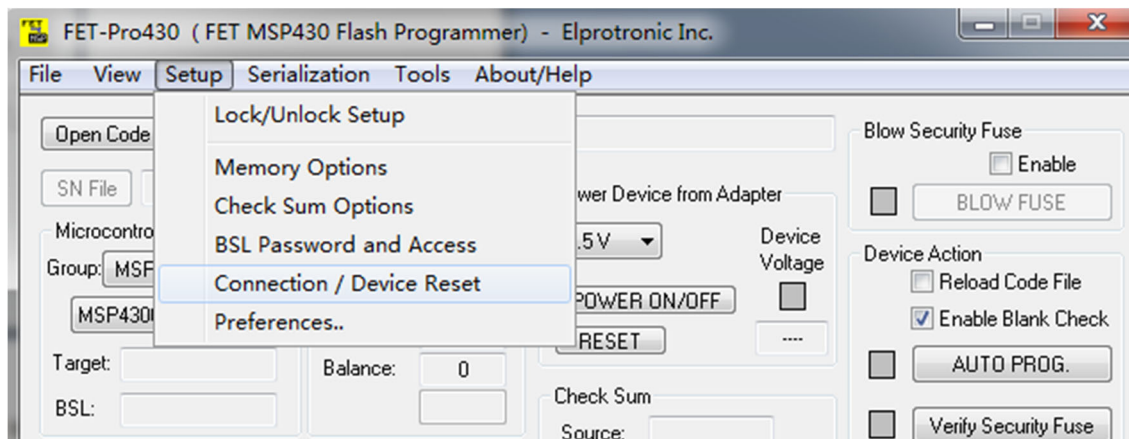 FET-Pro430 ( FET MSP430 Flash Programmer) - Elprotronic Inc.
File View Setup Serialization Tools About/Help
Lock/Unlock Setup
Memory Options
Check Sum Options
BSL Password and Access
Connection / Device Reset
Preferences..
Open Code
SN File
Microcontro
Group: MSF
MSP430
Target:
BSL:
Balance: 0
wer Device from Adapter
.5 V
Device
Voltage
POWER ON/OFF
RESET
----
Check Sum
Source:
Blow Security Fuse
Enable
BLOW FUSE
Device Action
Reload Code File
Enable Blank Check
AUTO PROG.
Verify Security Fuse